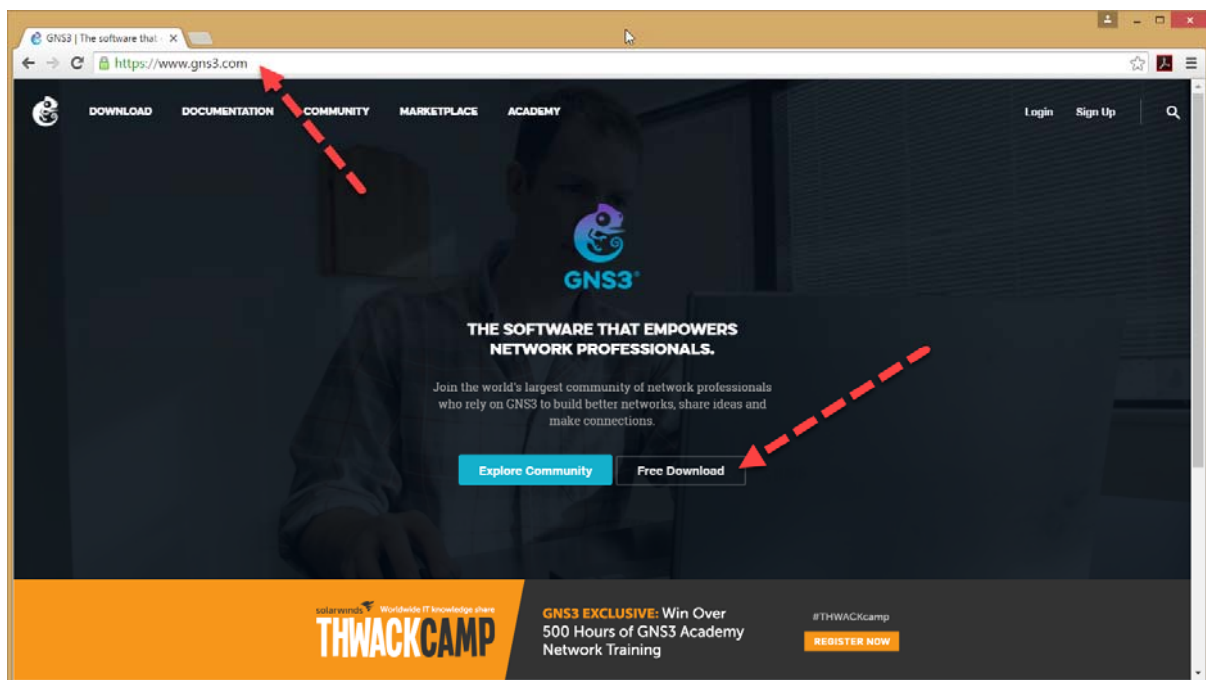 GNS3 | The software that
https://www.gns3.com
DOWNLOAD DOCUMENTATION COMMUNITY MARKETPLACE ACADEMY Login Sign Up
GNS3®
THE SOFTWARE THAT EMPOWERS
NETWORK PROFESSIONALS.
Join the world's largest community of network professionals
who rely on GNS3 to build better networks, share ideas and
make connections.
Explore Community Free Download
solarwinds Worldwide IT knowledge share
THWACKCAMP
GNS3 EXCLUSIVE: Win Over
500 Hours of GNS3 Academy
Network Training
#THWACKcamp
REGISTER NOW